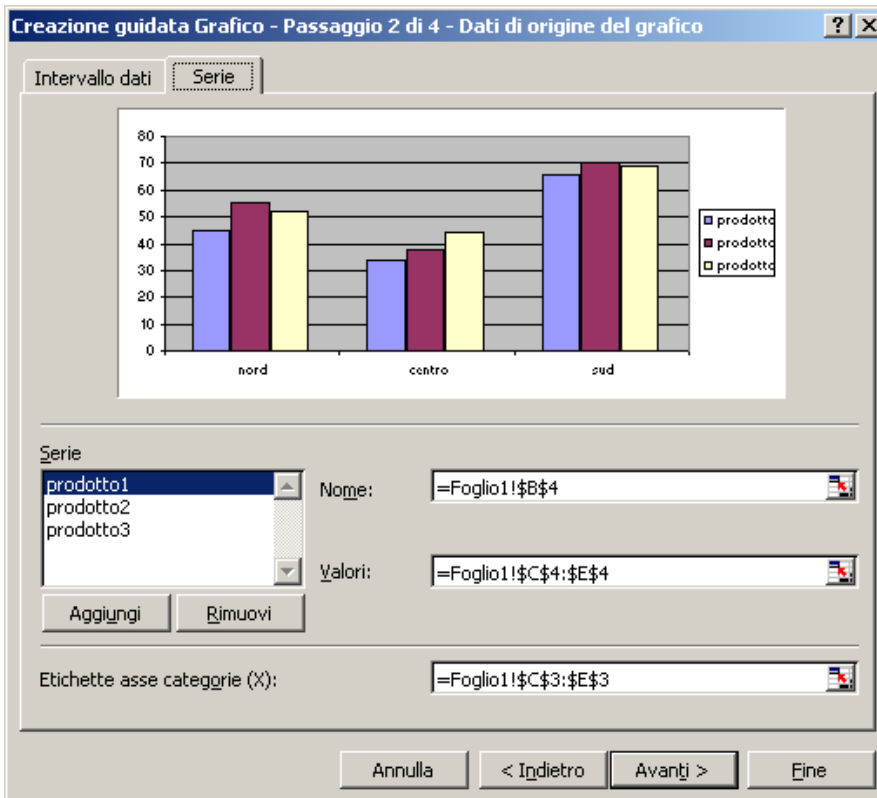 Creazione guidata Grafico - Passaggio 2 di 4 - Dati di origine del grafico
Intervallo dati Serie
80
70
60
50
40
30
20
10
0
nord centro sud
prodotto
prodotto
prodotto
Serie
prodotto1
prodotto2
prodotto3
Aggiungi Rimuovi
Nome: =Foglio1!$B$4
Valori: =Foglio1!$C$4:$E$4
Etichette asse categorie (X): =Foglio1!$C$3:$E$3
Annulla < Indietro Avanti > Fine